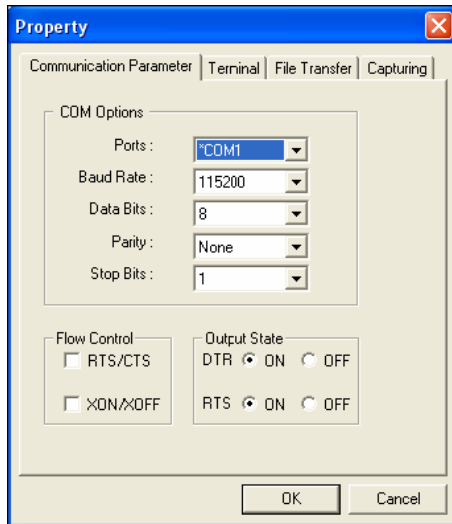 Property
Communication Parameter Terninal File Transfer Capturing
COM Options
Ports : *COM1
Baud Rate : 115200
Data Bits : 8
Parity : None
Stop Bits : 1
Flow Control Output State
RTS/CTS DTR ON OFF
XON/XOFF RTS ON OFF
OK Cancel